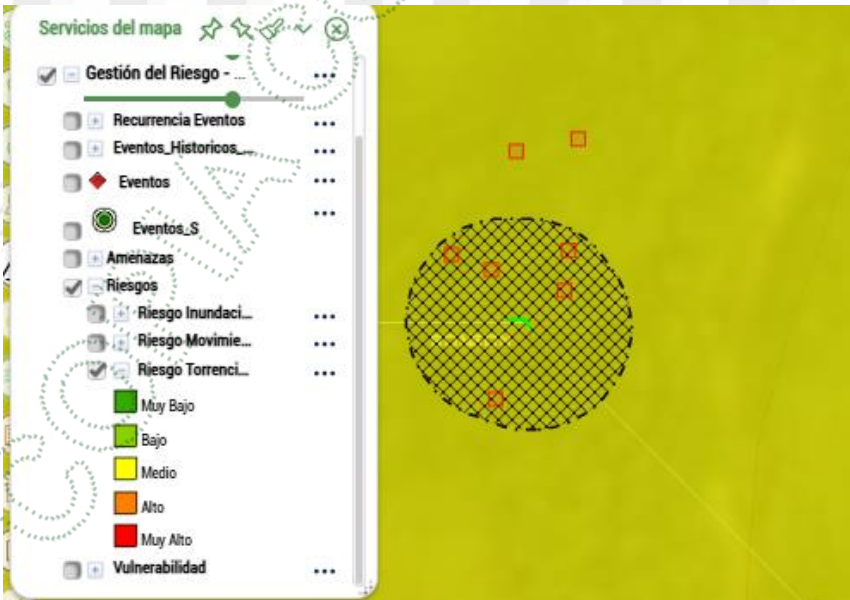 Servicios del mapa
Gestión del Riesgo - ...
Recurrencia Eventos
Eventos_Historicos_...
Eventos
Eventos_S
Amenazas
Riesgos
Riesgo Inundaci...
Riesgo Movimie...
Riesgo Torrenci...
Muy Bajo
Bajo
Medio
Alto
Muy Alto
Vulnerabilidad